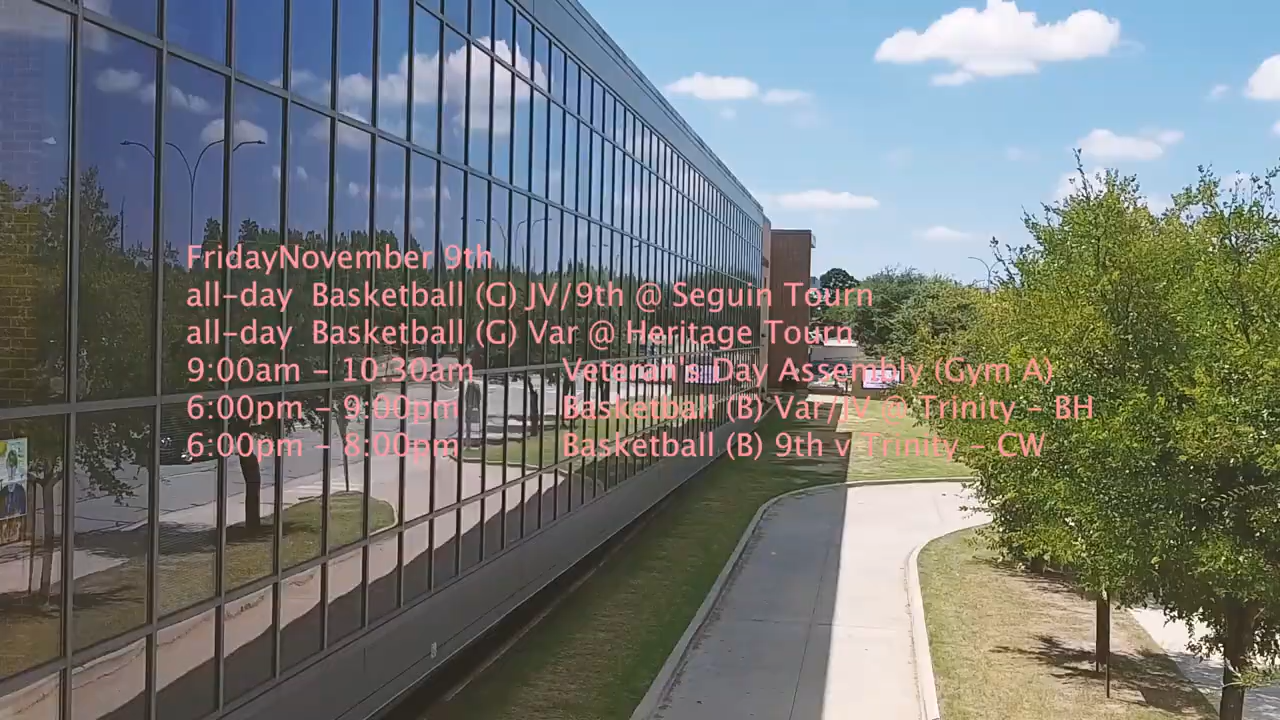 FridayNovember 9th
all-day Basketball (G) JV/9th @ Seguin Tourn
all-day Basketball (G) Var @ Heritage Tourn
9:00am - 10:30am Veteran's Day Assembly (Gym A)
6:00pm - 9:00pm Basketball (B) Var/JV @ Trinity - BH
6:00pm - 8:00pm Basketball (B) 9th v Trinity - CW